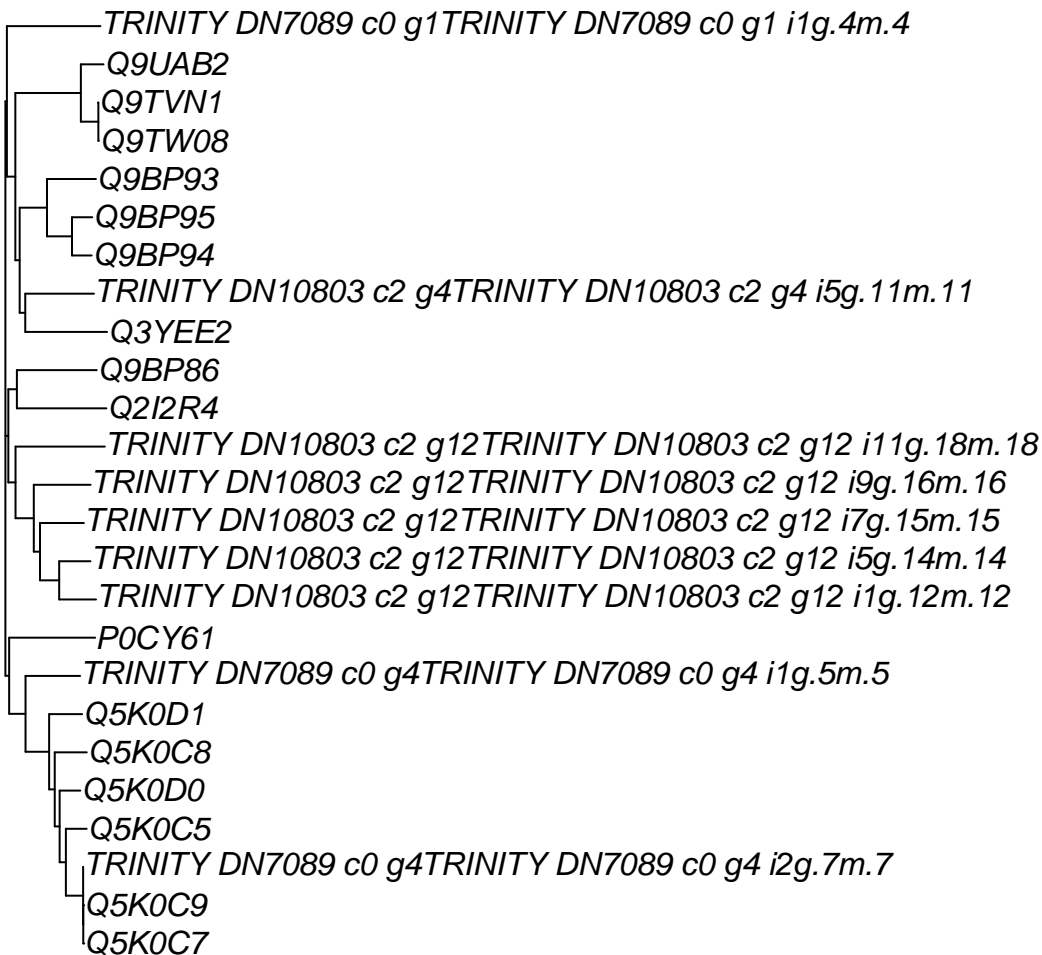 TRINITY DN7089 c0 g1TRINITY DN7089 c0 g1 i1g.4m.4
Q9UAB2
Q9TVN1
Q9TW08
Q9BP93
Q9BP95
Q9BP94
TRINITY DN10803 c2 g4TRINITY DN10803 c2 g4 i5g.11m.11
Q3YEE2
Q9BP86
Q2I2R4
TRINITY DN10803 c2 g12TRINITY DN10803 c2 g12 i11g.18m.18
TRINITY DN10803 c2 g12TRINITY DN10803 c2 g12 i9g.16m.16
TRINITY DN10803 c2 g12TRINITY DN10803 c2 g12 i7g.15m.15
TRINITY DN10803 c2 g12TRINITY DN10803 c2 g12 i5g.14m.14
TRINITY DN10803 c2 g12TRINITY DN10803 c2 g12 i1g.12m.12
P0CY61
TRINITY DN7089 c0 g4TRINITY DN7089 c0 g4 i1g.5m.5
Q5K0D1
Q5K0C8
Q5K0D0
Q5K0C5
TRINITY DN7089 c0 g4TRINITY DN7089 c0 g4 i2g.7m.7
Q5K0C9
Q5K0C7